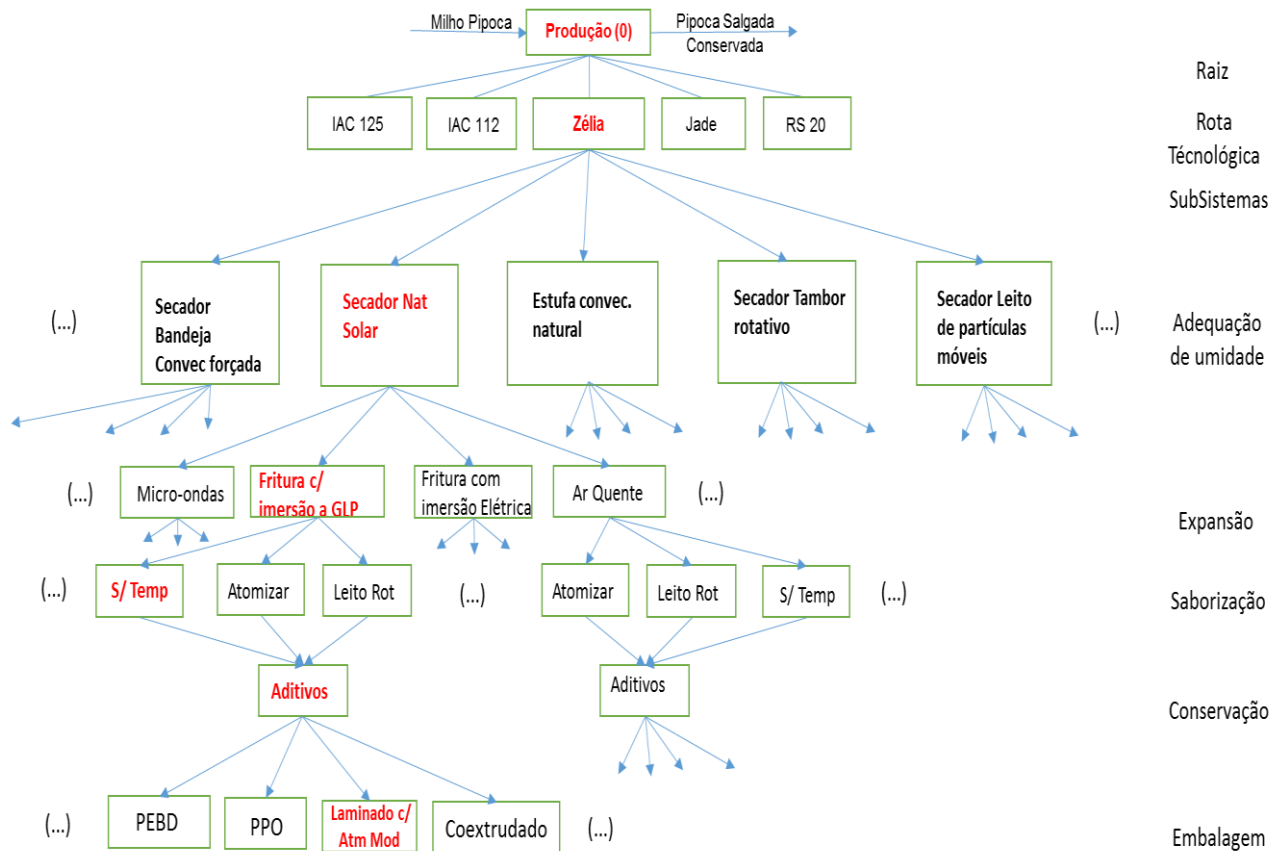 Milho Pipoca
Produção (0)
Pipoca Salgada
Conservada
Raiz
IAC 125
IAC 112
Zélia
Jade
RS 20
Rota
Técnológica
SubSistemas
(...)
Secador
Bandeja
Convec forçada
Secador Nat
Solar
Estufa convec.
natural
Secador Tambor
rotativo
Secador Leito
de partículas
móveis
(...)
Adequação
de umidade
(...)
Micro-ondas
Fritura c/
imersão a GLP
Fritura com
imersão Elétrica
Ar Quente
(...)
Expansão
(...)
S/ Temp
Atomizar
Leito Rot
(...)
Atomizar
Leito Rot
S/ Temp
(...)
Saborização
Aditivos
Aditivos
Conservação
(...)
PEBD
PPO
Laminado c/
Atm Mod
Coextrudado
(...)
Embalagem